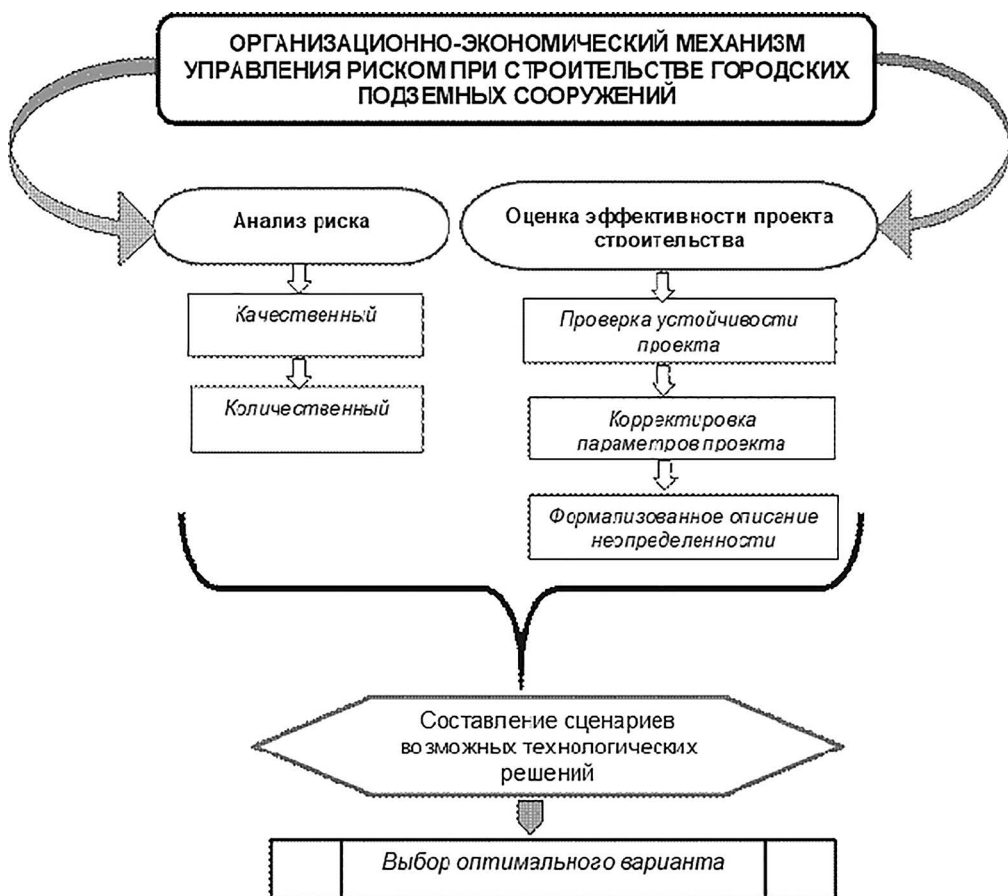 ОРГАНИЗАЦИОННО-ЭКОНОМИЧЕСКИЙ МЕХАНИЗМ
УПРАВЛЕНИЯ РИСКОМ ПРИ СТРОИТЕЛЬСТВЕ ГОРОДСКИХ
ПОДЗЕМНЫХ СООРУЖЕНИЙ
Анализ риска
Качественный
Количественный
Оценка эффективности проекта
строительства
Проверка устойчивости
проекта
Корректировка
параметров проекта
Формализованное описание
неопределенности
Составление сценариев
возможных технологических
решений
Выбор оптимального варианта